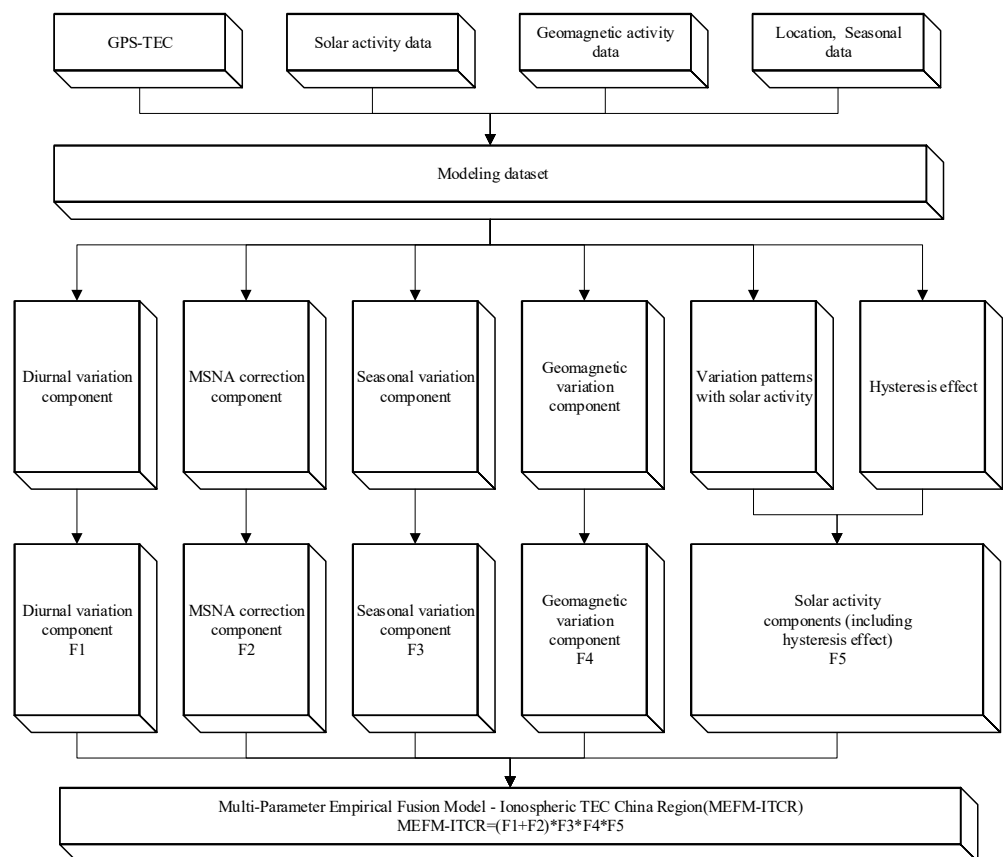 GPS-TEC
Solar activity data
Geomagnetic activity
data
Location, Seasonal
data
Modeling dataset
Diurnal variation
component
MSNA correction
component
Seasonal variation
component
Geomagnetic
variation
component
Variation patterns
with solar activity
Hysteresis effect
Diurnal variation
component
F1
MSNA correction
component
F2
Seasonal variation
component
F3
Geomagnetic
variation
component
F4
Solar activity
components (including
hysteresis effect)
F5
Multi-Parameter Empirical Fusion Model - Ionospheric TEC China Region(MEFM-ITCR)
MEFM-ITCR=(F1+F2)*F3*F4*F5